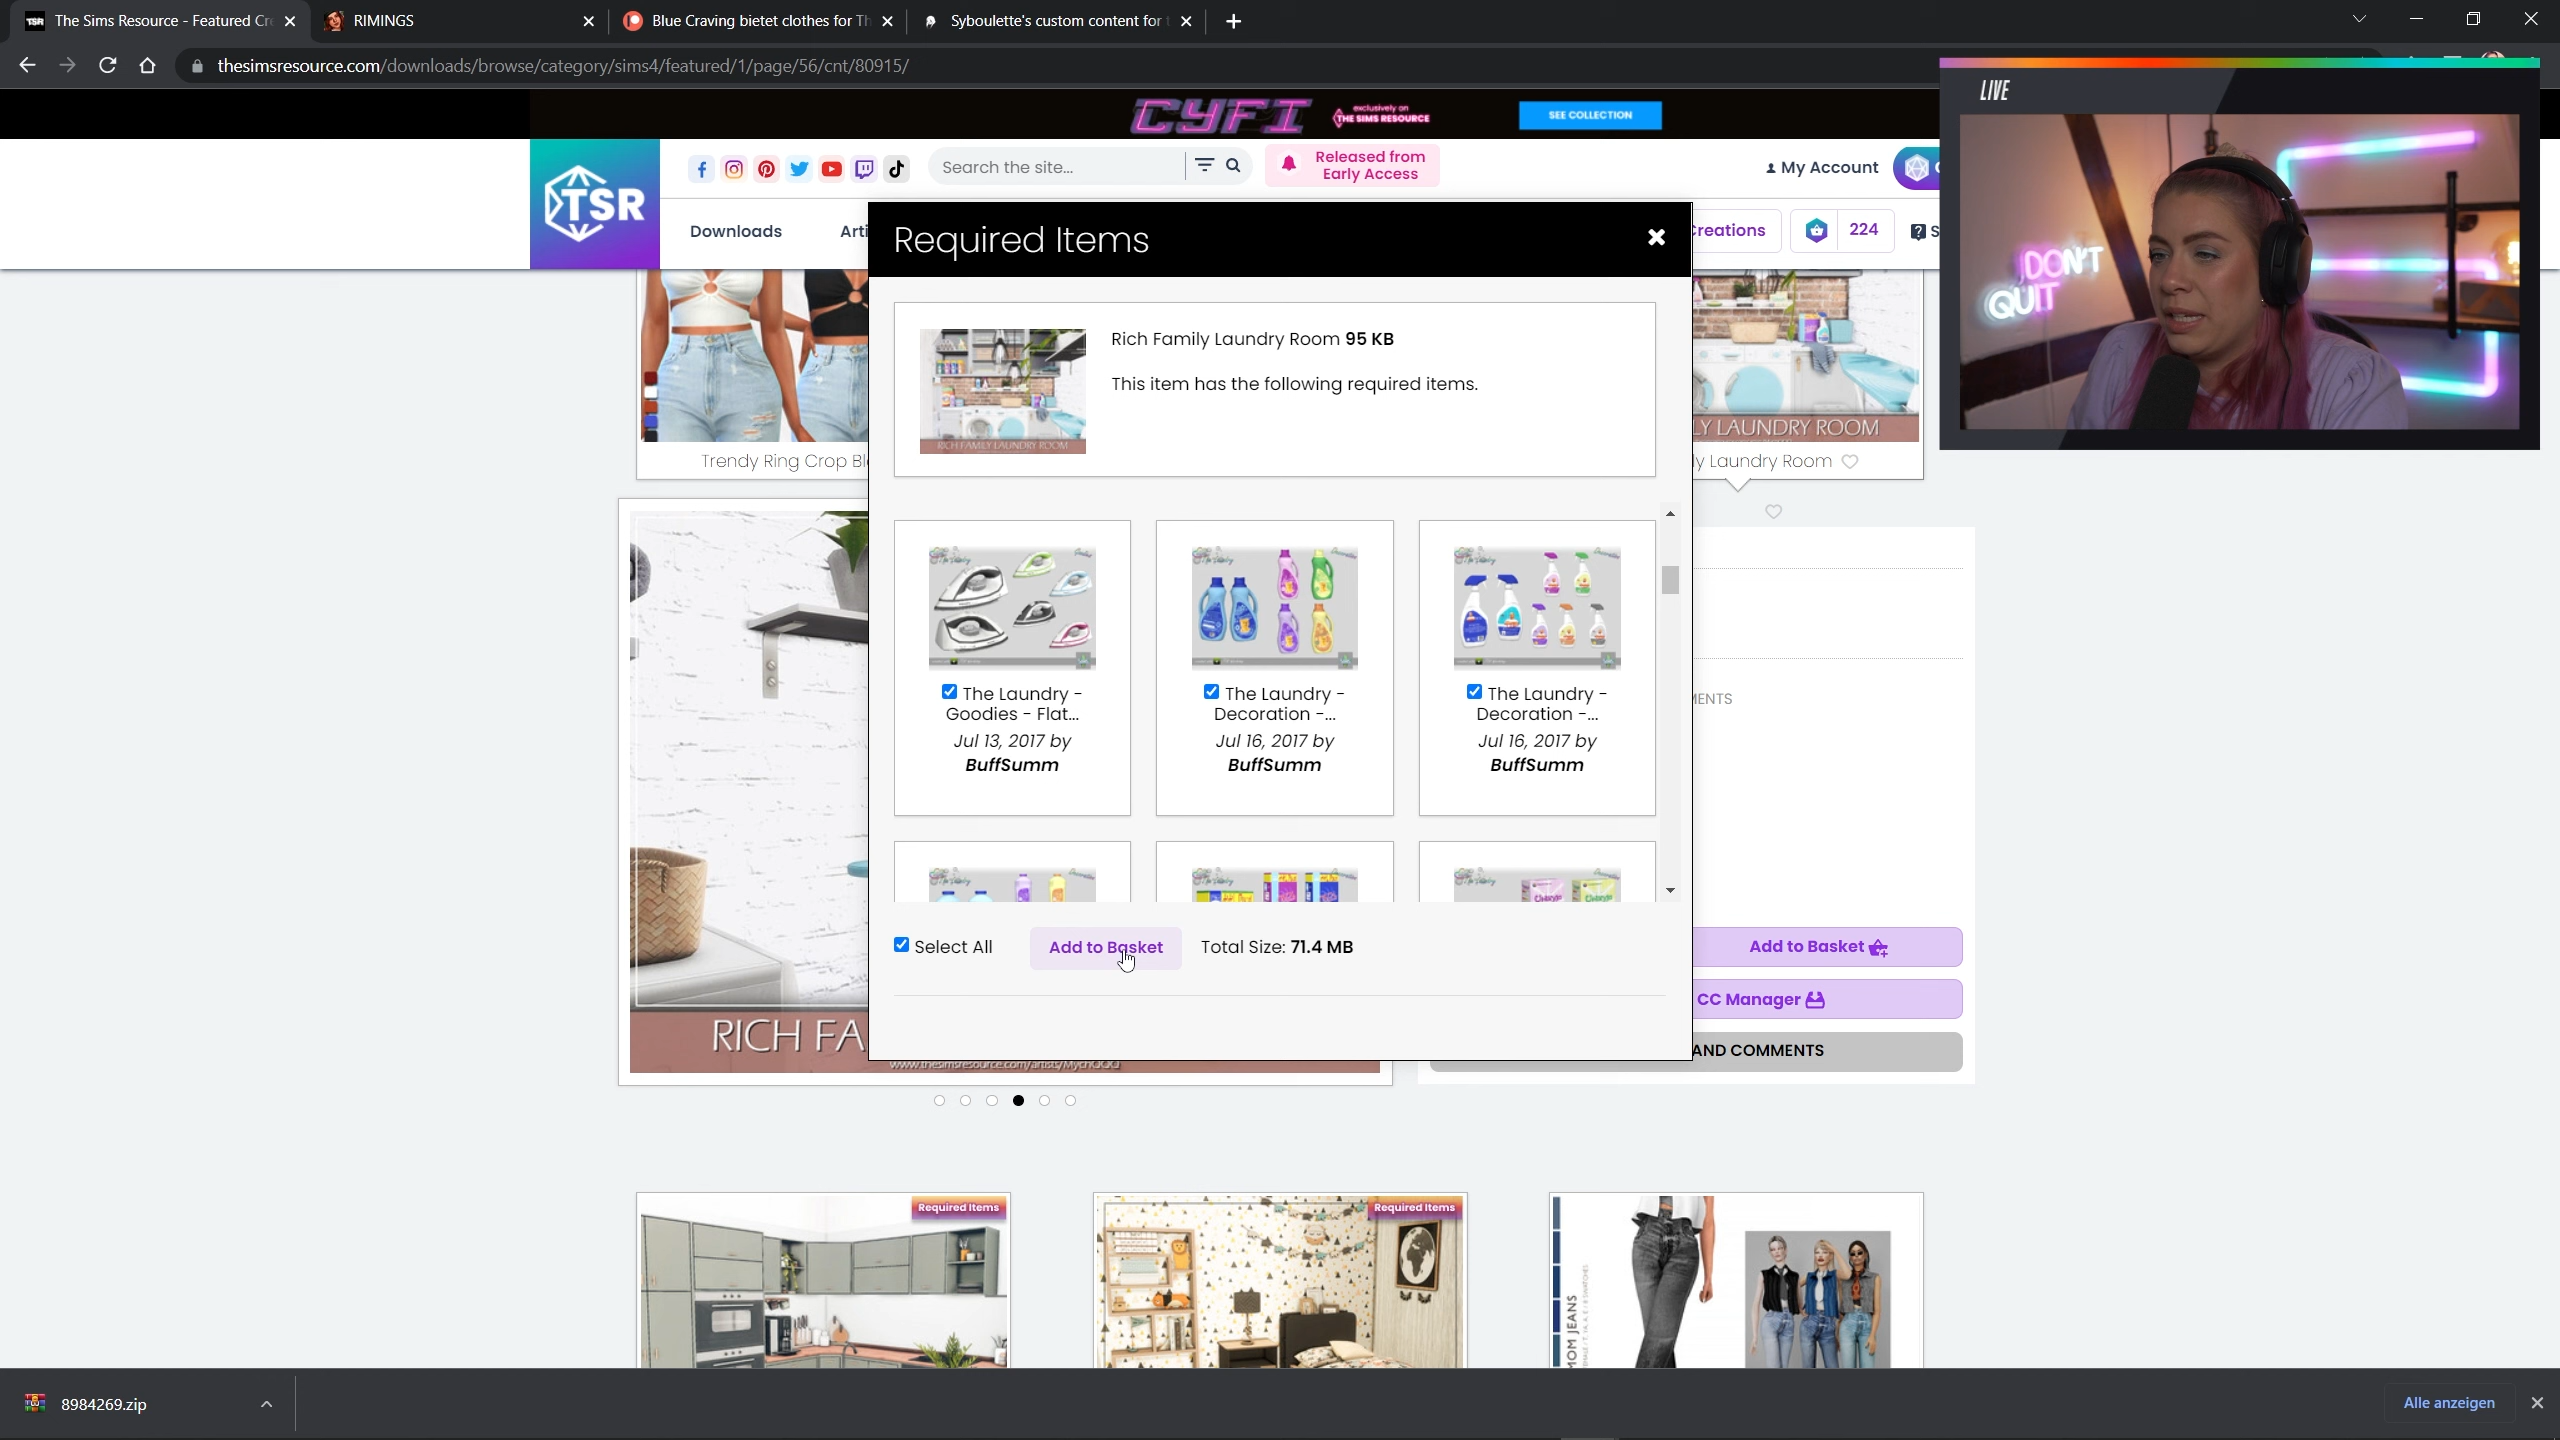 The Sims Resource - Featured Cr
RIMINGS
Blue Craving bietet clothes for Th
Syboulette's custom content for t
thesimsresource.com/downloads/browse/category/sims4/featured/1/page/56/cnt/80915/
LIVE
CYFI
exclusively on
THE SIMS RESOURCE
SEE COLLECTION
TSR
Search the site...
Released from
Early Access
My Account
Downloads
Arti
Creations
224
S
DON'T
QUIT
Required Items
Rich Family Laundry Room 95 KB
This item has the following required items.
RICH FAMILY LAUNDRY ROOM
LY LAUNDRY ROOM
Trendy Ring Crop Bl
ly Laundry Room
The Laundry -
Goodies - Flat...
Jul 13, 2017 by
BuffSumm
The Laundry -
Decoration -...
Jul 16, 2017 by
BuffSumm
The Laundry -
Decoration -...
Jul 16, 2017 by
BuffSumm
MENTS
Select All
Add to Basket
Total Size: 71.4 MB
Add to Basket
CC Manager
AND COMMENTS
RICH FA
www.thesimsresource.com/artists/Mychqqq
Required Items
Required Items
MOM JEANS
8984269.zip
Alle anzeigen